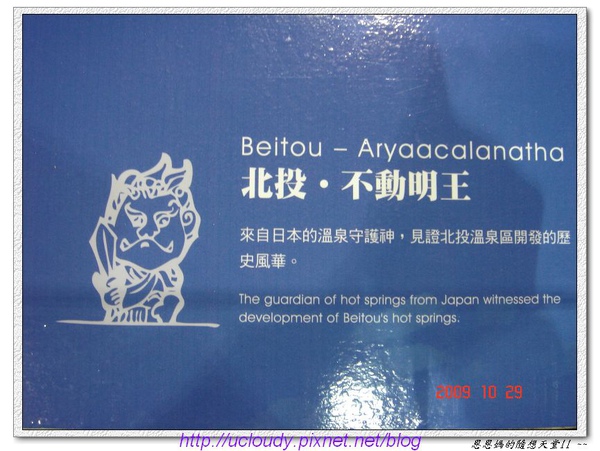 Beitou – Aryaacalanatha
北投・不動明王
來自日本的溫泉守護神，見證北投溫泉區開發的歷
史風華。
The guardian of hot springs from Japan witnessed the
development of Beitou's hot springs.
2009 10 29
http://ucloudy.pixnet.net/blog
恩恩媽的隨想天堂!! ~~